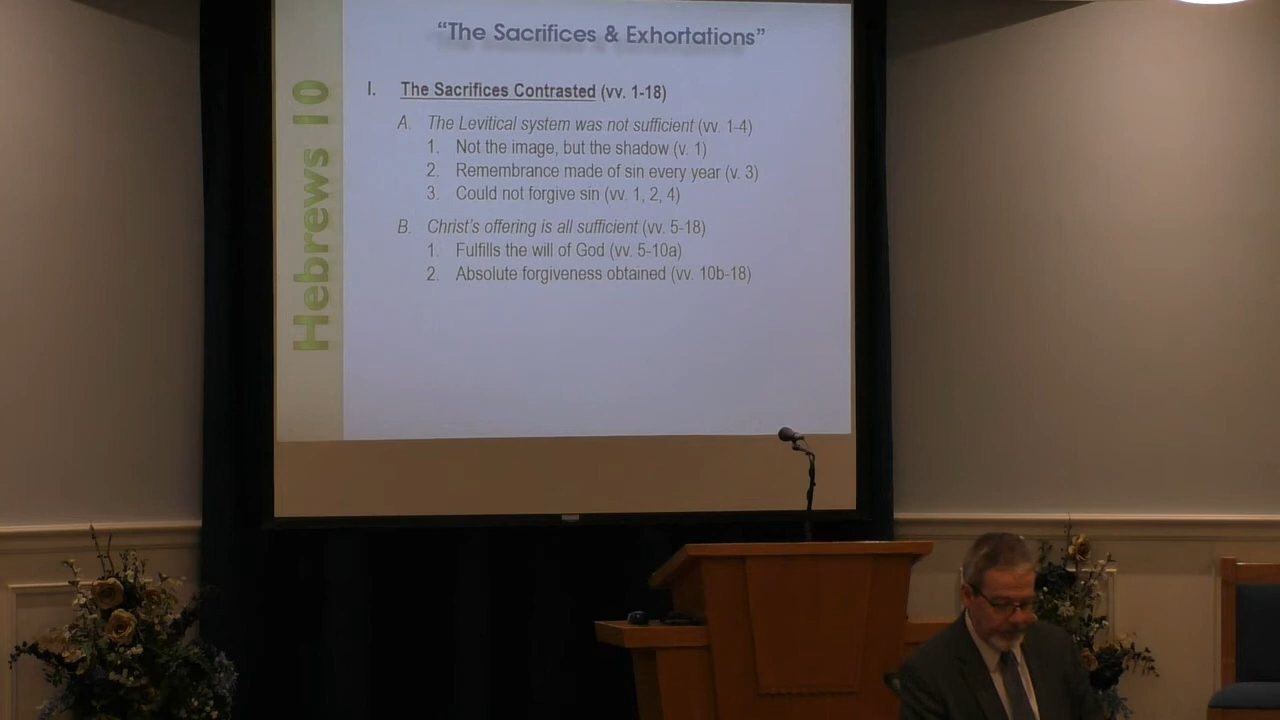 “The Sacrifices & Exhortations”
Hebrews 10
I. The Sacrifices Contrasted (vv. 1-18)
A. The Levitical system was not sufficient (vv. 1-4)
1. Not the image, but the shadow (v. 1)
2. Remembrance made of sin every year (v. 3)
3. Could not forgive sin (vv. 1, 2, 4)
B. Christ's offering is all sufficient (vv. 5-18)
1. Fulfills the will of God (vv. 5-10a)
2. Absolute forgiveness obtained (vv. 10b-18)